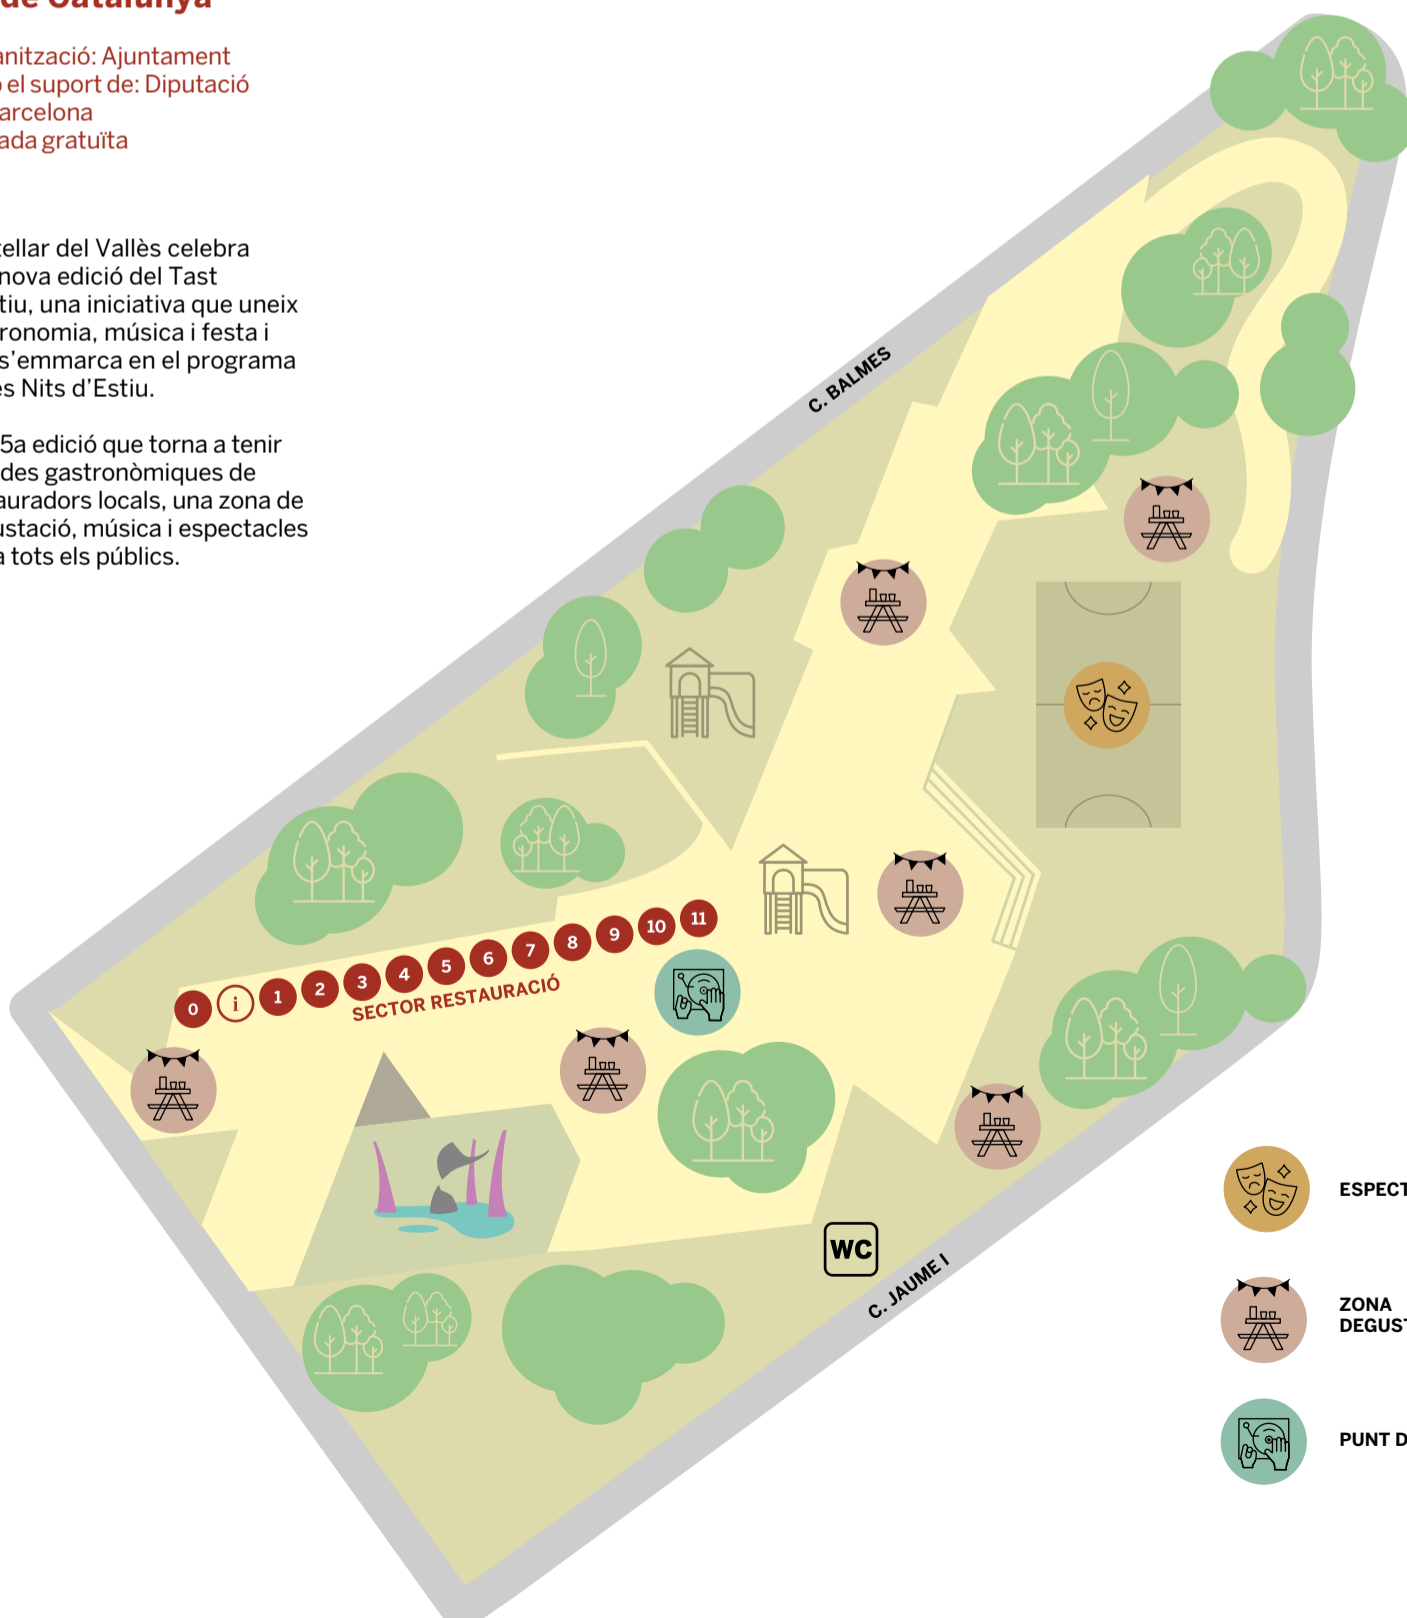 de Catalunya
anització: Ajuntament
el suport de: Diputació
arcelona
ada gratuïta
tellar del Vallès celebra
nova edició del Tast
tiu, una iniciativa que uneix
ronomia, música i festa i
s'emmarca en el programa
es Nits d'Estiu.
5a edició que torna a tenir
des gastronòmiques de
auradors locals, una zona de
ustació, música i espectacles
a tots els públics.
C. BALMES
0 i 1 2 3 4 5 6 7 8 9 10 11
SECTOR RESTAURACIÓ
WC
C. JAUME I
ESPECT
ZONA
DEGUST
PUNT D